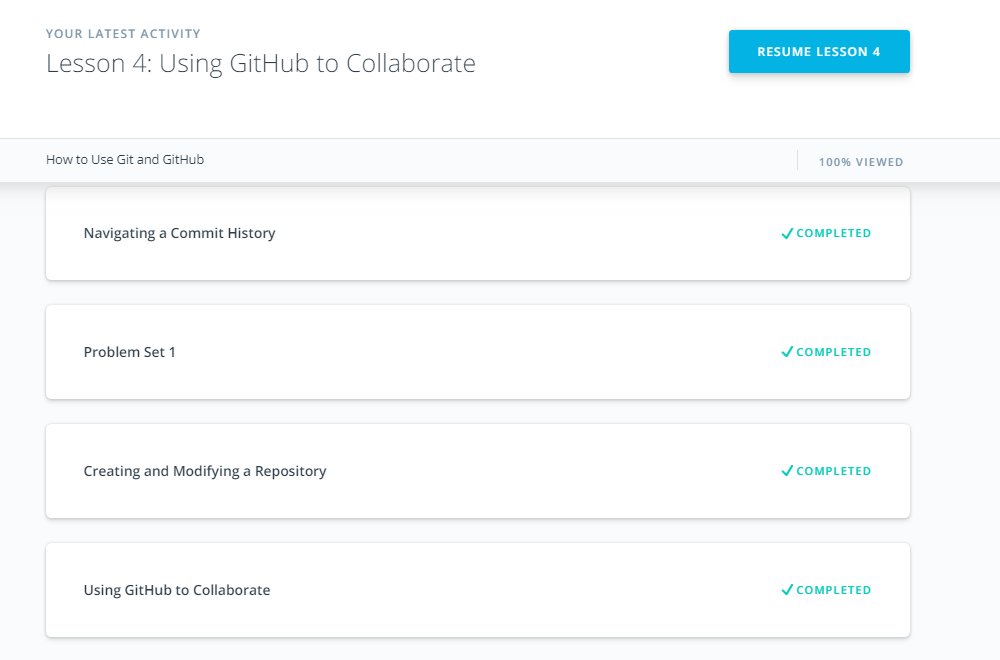 YOUR LATEST ACTIVITY
Lesson 4: Using GitHub to Collaborate
RESUME LESSON 4
How to Use Git and GitHub
100% VIEWED
Navigating a Commit History
COMPLETED
Problem Set 1
COMPLETED
Creating and Modifying a Repository
COMPLETED
Using GitHub to Collaborate
COMPLETED